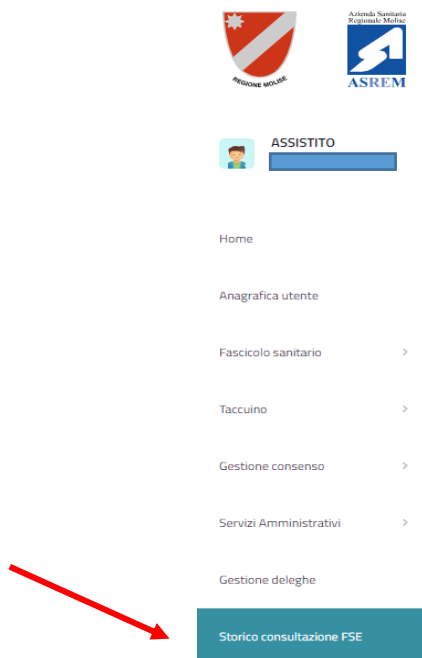 Azienda Sanitaria
Regionale Molise
REGIONE MOLISE
ASREM
ASSISTITO
Home
Anagrafica utente
Fascicolo sanitario
Taccuino
Gestione consenso
Servizi Amministrativi
Gestione deleghe
Storico consultazione FSE